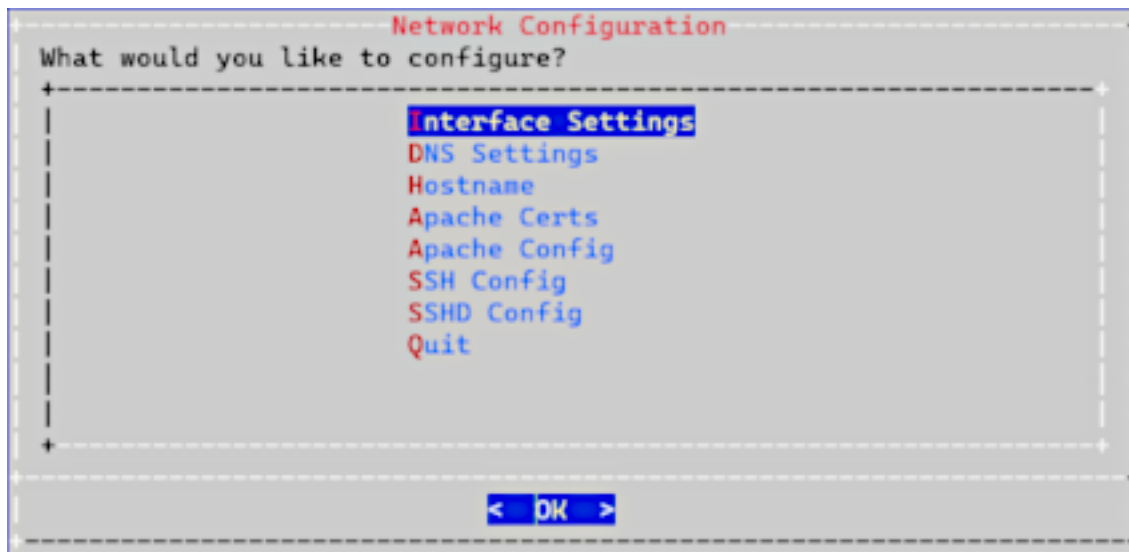 Network Configuration
What would you like to configure?
Interface Settings
DNS Settings
Hostname
Apache Certs
Apache Config
SSH Config
SSHD Config
Quit
< OK >